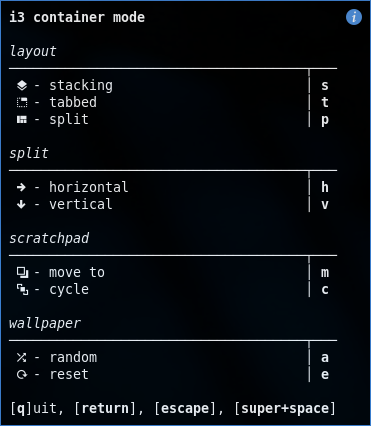 i3 container mode
layout
- stacking | s
- tabbed | t
- split | p
split
- horizontal | h
- vertical | v
scratchpad
- move to | m
- cycle | c
wallpaper
- random | a
- reset | e
[q]uit, [return], [escape], [super+space]